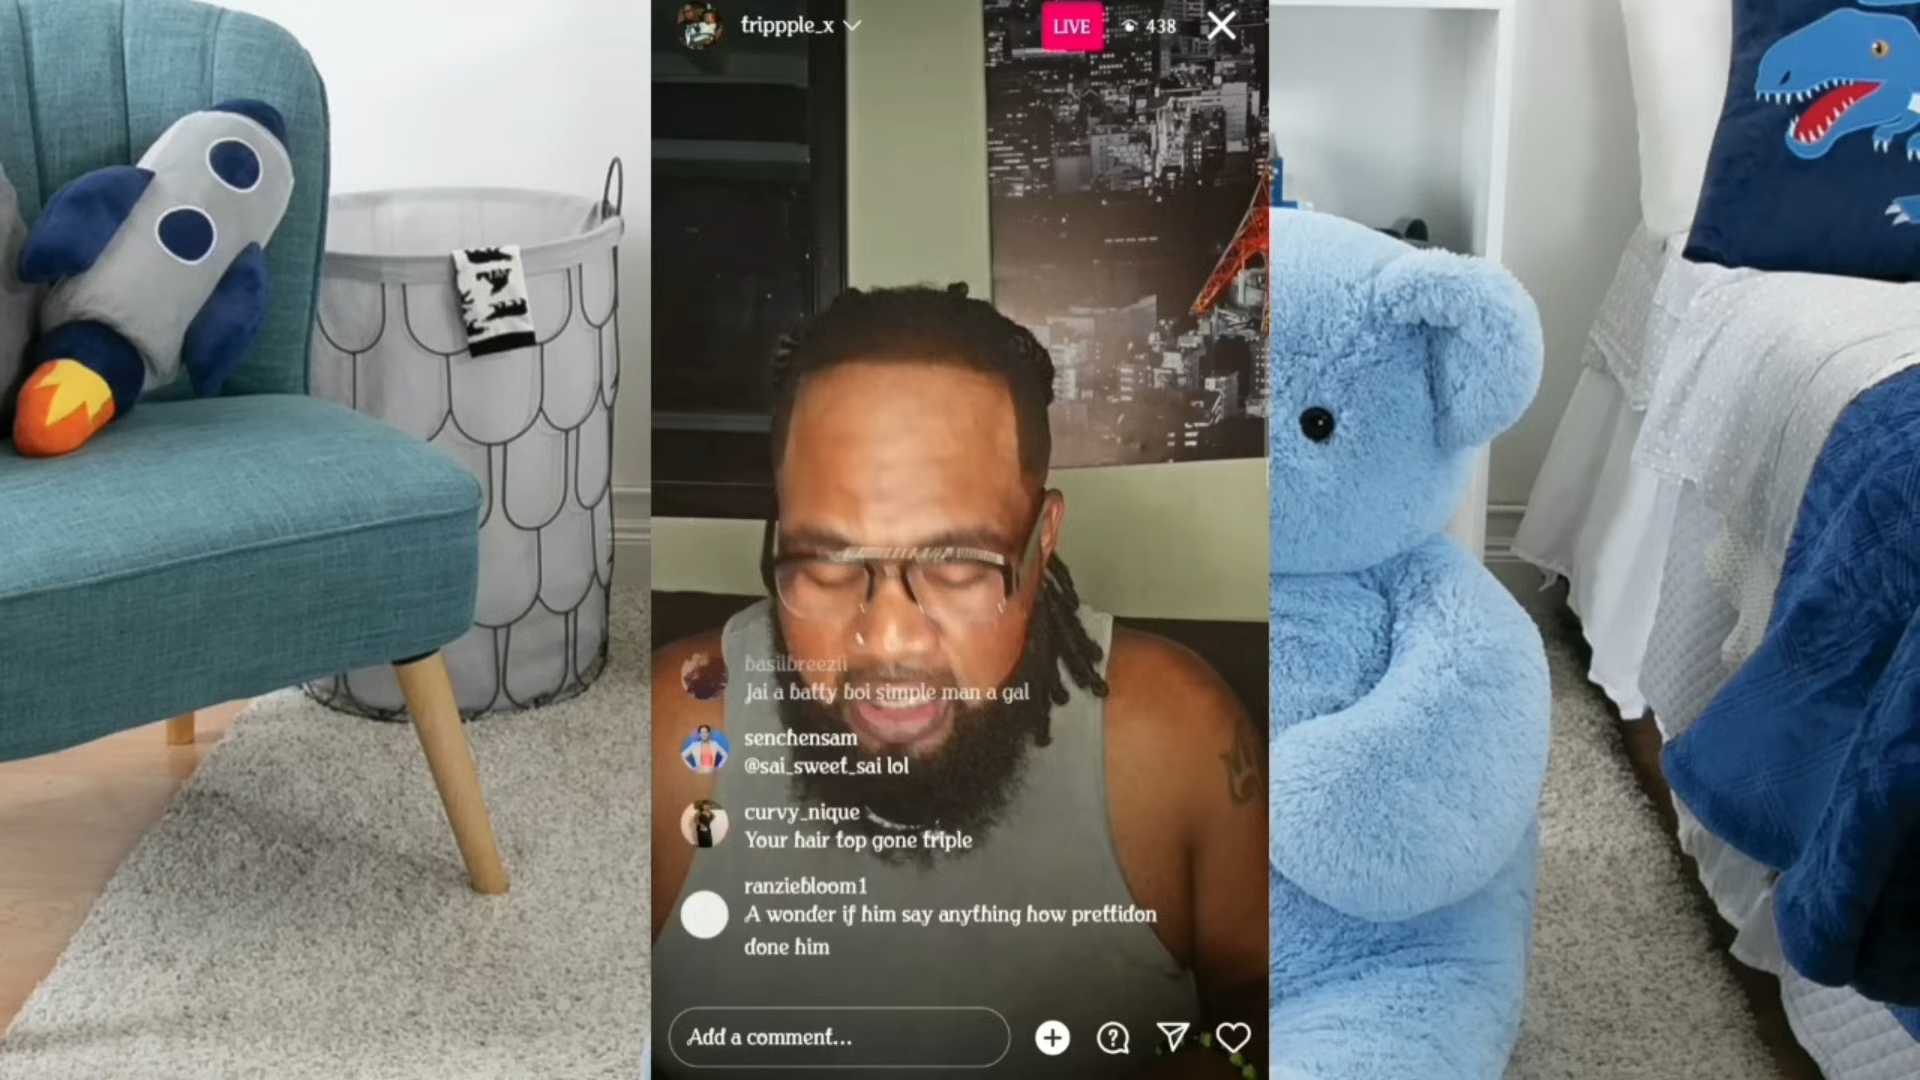 frippple_x
LIVE
438
basilbreezii
Jai a batty boi simple man a gal
senchensam
@sai_sweet_sai lol
curvy_nique
Your hair top gone triple
ranziebloom1
A wonder if him say anything how prettidon
done him
Add a comment...